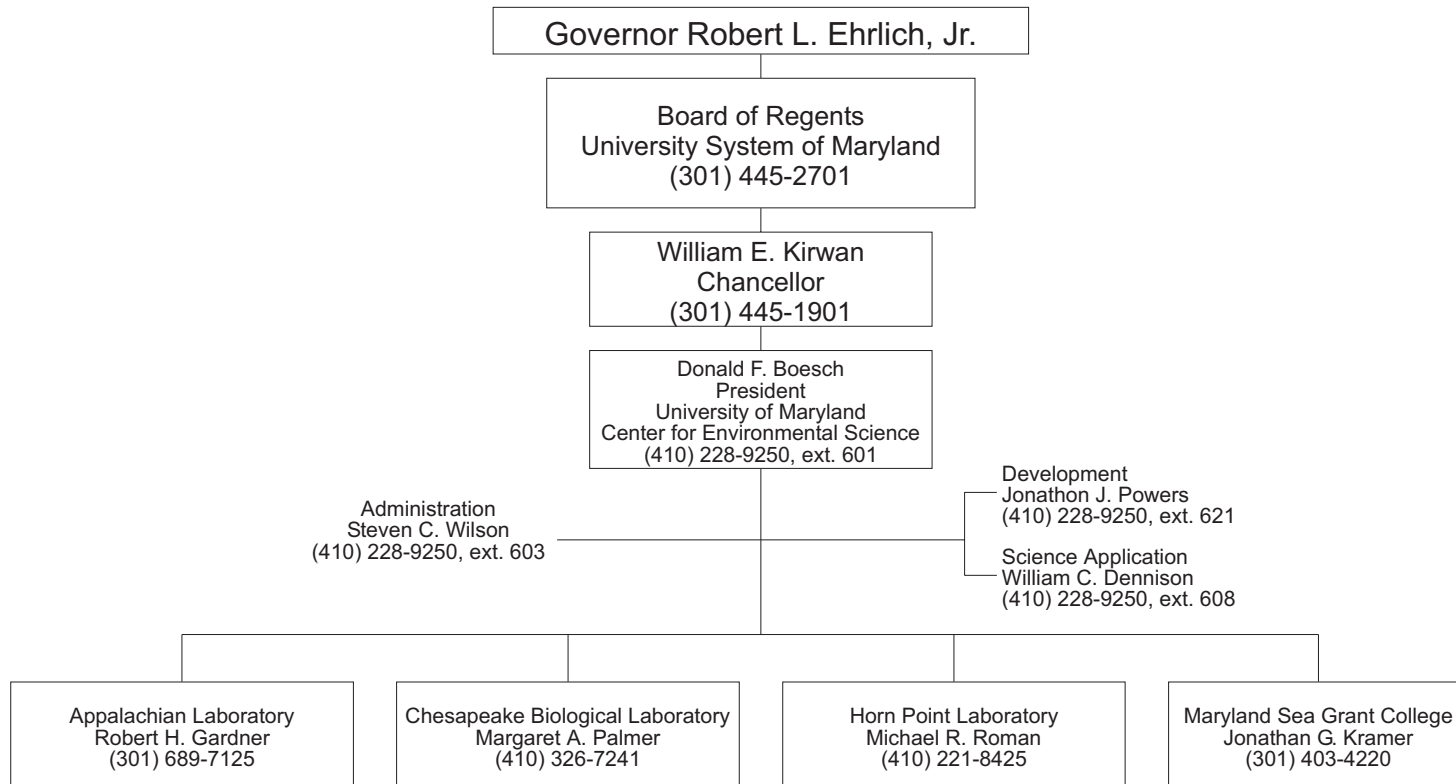 Governor Robert L. Ehrlich, Jr.
Board of Regents
University System of Maryland
(301) 445-2701
William E. Kirwan
Chancellor
(301) 445-1901
Donald F. Boesch
President
University of Maryland
Center for Environmental Science
(410) 228-9250, ext. 601
Administration
Steven C. Wilson
(410) 228-9250, ext. 603
Development
Jonathon J. Powers
(410) 228-9250, ext. 621
Science Application
William C. Dennison
(410) 228-9250, ext. 608
Appalachian Laboratory
Robert H. Gardner
(301) 689-7125
Chesapeake Biological Laboratory
Margaret A. Palmer
(410) 326-7241
Horn Point Laboratory
Michael R. Roman
(410) 221-8425
Maryland Sea Grant College
Jonathan G. Kramer
(301) 403-4220